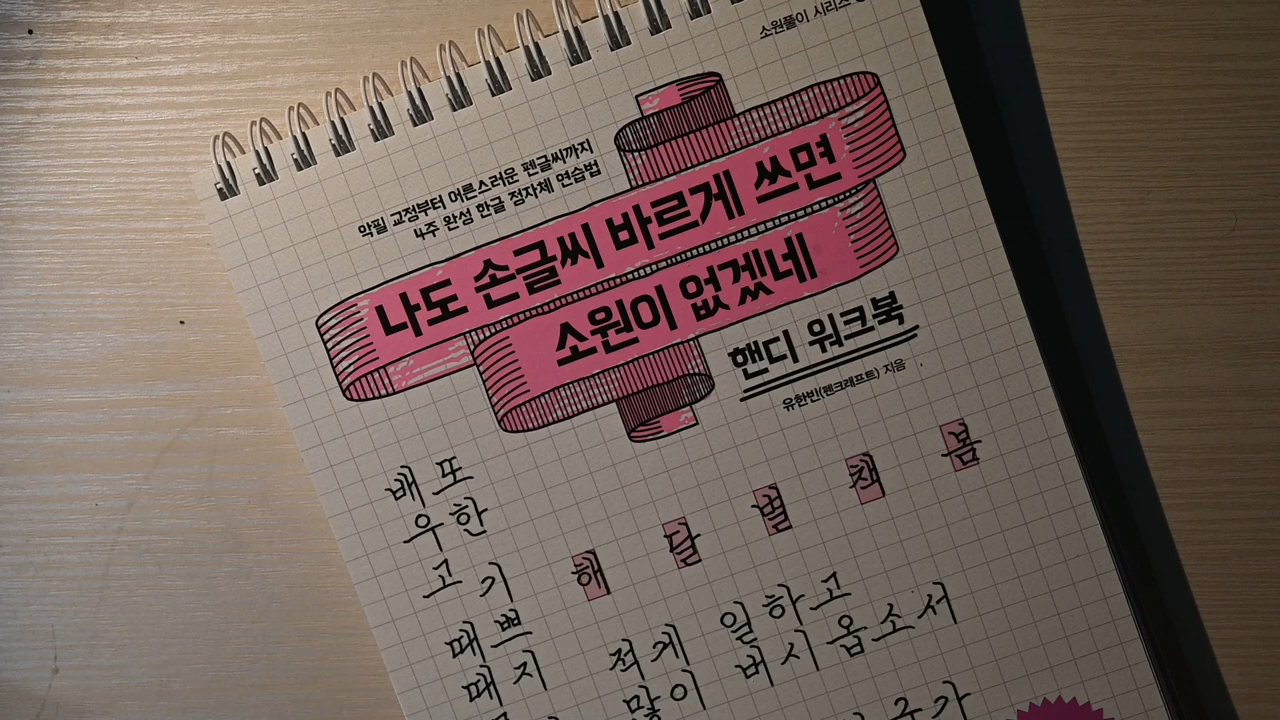 소원풀이 시리즈
악필 교정부터 어른스러운 펜글씨까지
4주 완성 한글 정자체 연습법
나도 손글씨 바르게 쓰면
소원이 없겠네
핸디 워크북
유한빈(펜크래프트) 지음
배 또
우 한
고 기
때 쁘
때 지
해 달 별 책 봄
적게 일하고
많이 버시옵소서